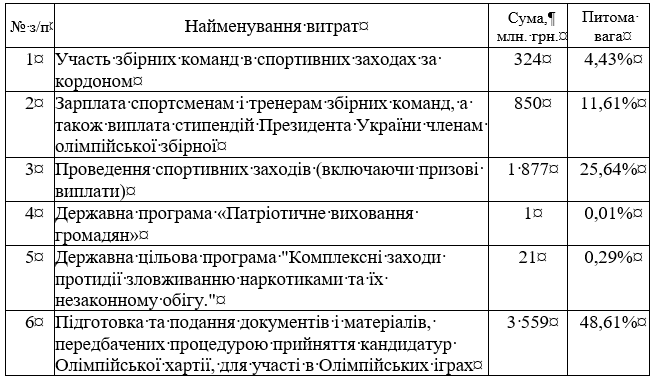 № з/п Найменування витрат Сума, Питома
млн. грн. вага
1 Участь збірних команд в спортивних заходах за 324 4,43%
кордоном
2 Зарплата спортсменам і тренерам збірних команд, а 850 11,61%
також виплата стипендій Президента України членам
олімпійської збірної
3 Проведення спортивних заходів (включаючи призові 1 877 25,64%
виплати)
4 Державна програма «Патріотичне виховання 1 0,01%
громадян»
5 Державна цільова програма "Комплексні заходи 21 0,29%
протидії зловживанню наркотиками та їх
незаконному обігу."
6 Підготовка та подання документів і матеріалів, 3 559 48,61%
передбачених процедурою прийняття кандидатур
Олімпійської хартії, для участі в Олімпійських іграх